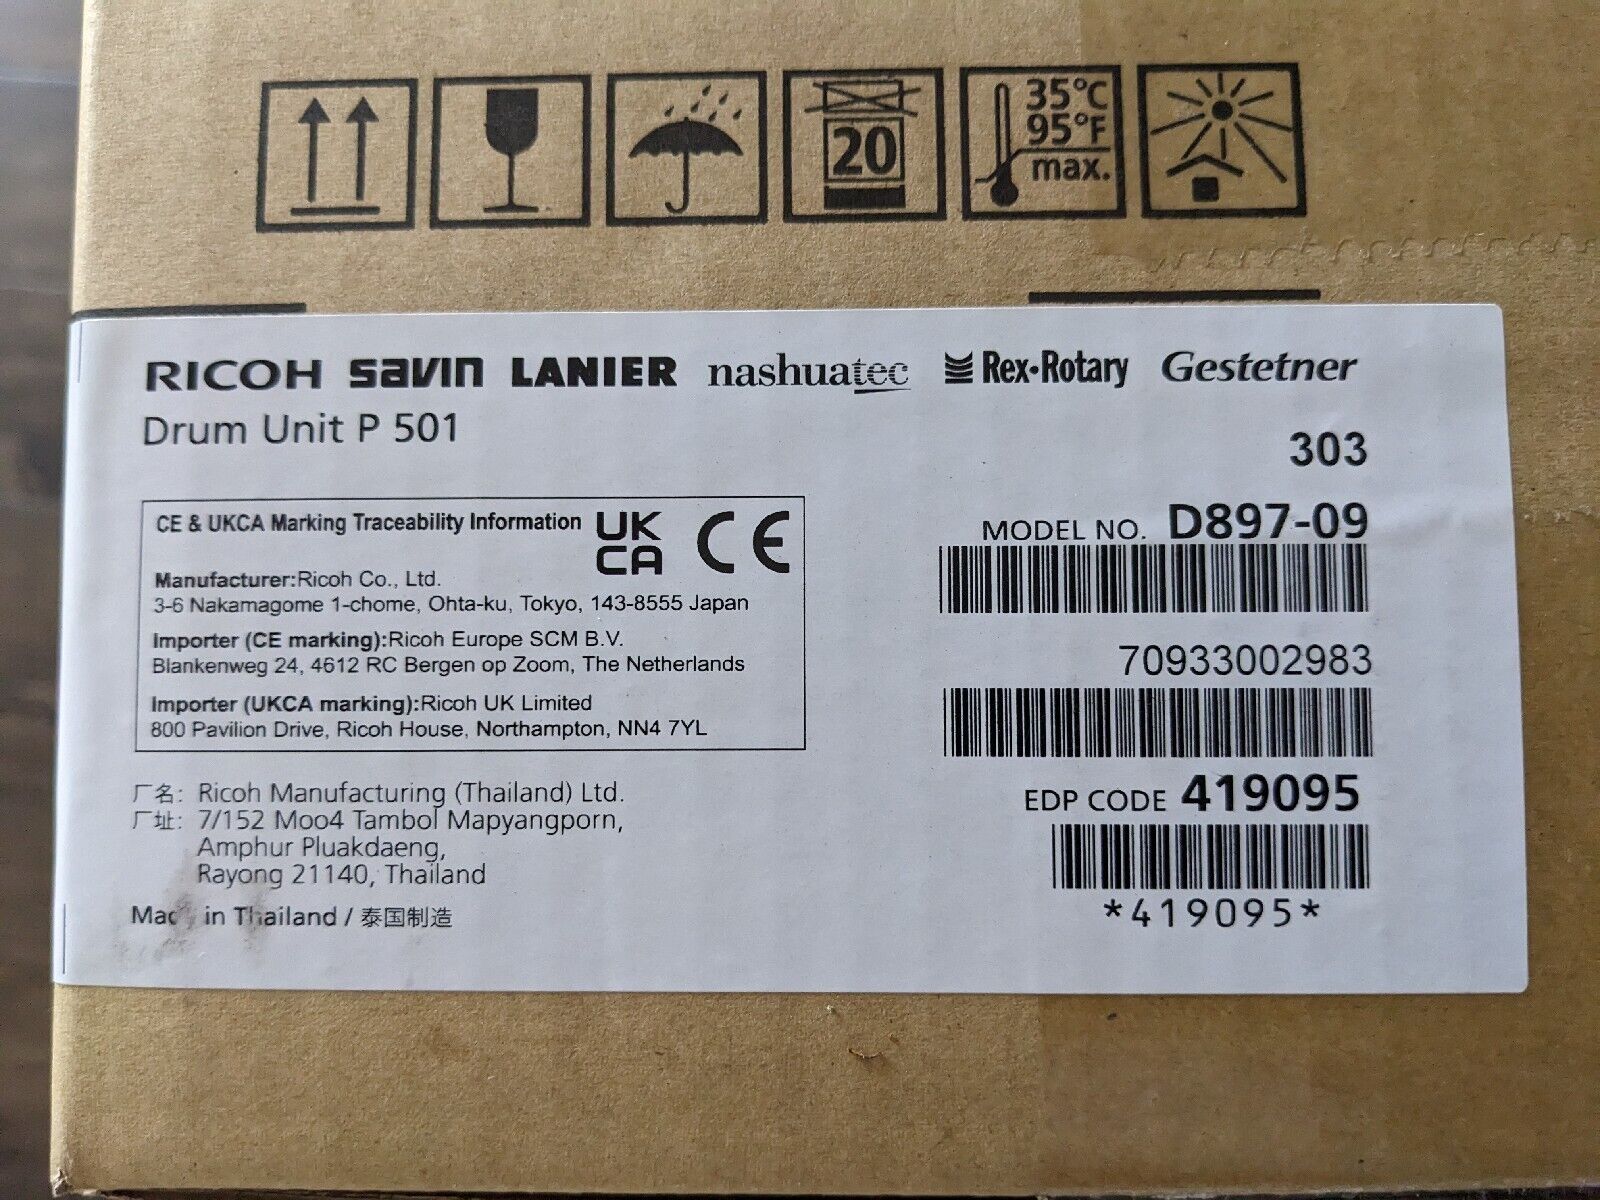 20
35°C
95°F
max.
RICOH savin LANIER nashuatec Rex•Rotary Gestetner
Drum Unit P 501
303
CE & UKCA Marking Traceability Information UK CA CE
Manufacturer:Ricoh Co., Ltd.
3-6 Nakamagome 1-chome, Ohta-ku, Tokyo, 143-8555 Japan
Importer (CE marking):Ricoh Europe SCM B.V.
Blankenweg 24, 4612 RC Bergen op Zoom, The Netherlands
Importer (UKCA marking):Ricoh UK Limited
800 Pavilion Drive, Ricoh House, Northampton, NN4 7YL
厂名: Ricoh Manufacturing (Thailand) Ltd.
厂址: 7/152 Moo4 Tambol Mapyangporn,
Amphur Pluakdaeng,
Rayong 21140, Thailand
Made in Thailand / 泰国制造
MODEL NO. D897-09
70933002983
EDP CODE 419095
*419095*